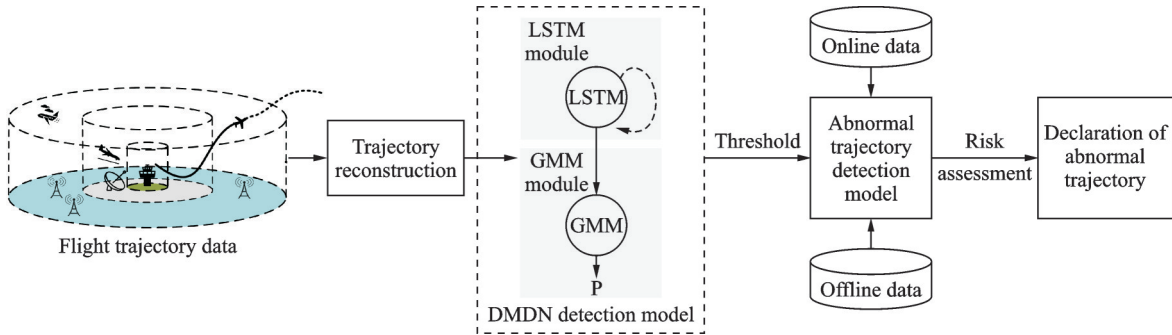 Flight trajectory data
Trajectory
reconstruction
LSTM
module
LSTM
GMM
module
GMM
P
DMDN detection model
Threshold
Online data
Abnormal
trajectory
detection
model
Offline data
Risk
assessment
Declaration of
abnormal
trajectory